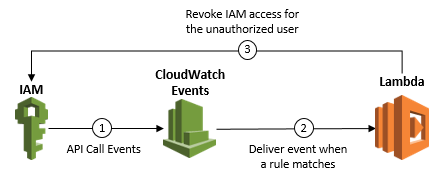 Revoke IAM access for
the unauthorized user
3
IAM
CloudWatch
Events
Lambda
1
2
API Call Events
Deliver event when
a rule matches